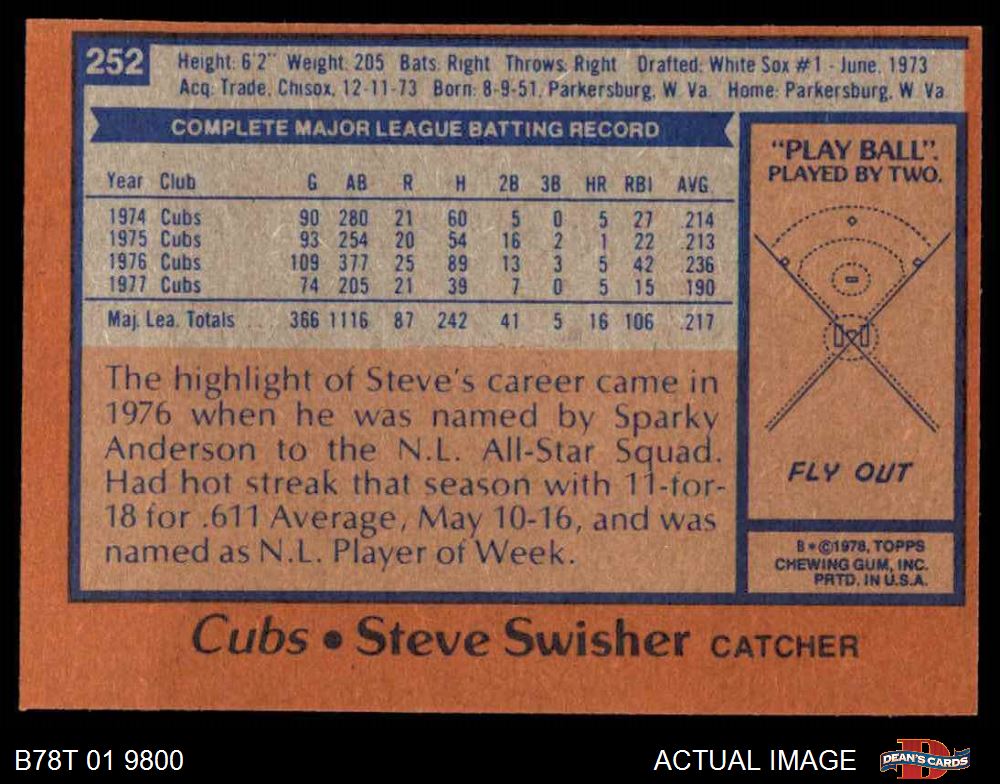 252 Height: 6'2" Weight: 205 Bats: Right Throws: Right Drafted: White Sox #1 - June, 1973
Acq: Trade, Chisox, 12-11-73 Born: 8-9-51, Parkersburg, W. Va. Home: Parkersburg, W. Va.
COMPLETE MAJOR LEAGUE BATTING RECORD
Year Club G AB R H 2B 3B HR RBI AVG.
1974 Cubs 90 280 21 60 5 0 5 27 .214
1975 Cubs 93 254 20 54 16 2 1 22 .213
1976 Cubs 109 377 25 89 13 3 5 42 .236
1977 Cubs 74 205 21 39 7 0 5 15 .190
Maj. Lea. Totals 366 1116 87 242 41 5 16 106 .217
The highlight of Steve's career came in
1976 when he was named by Sparky
Anderson to the N.L. All-Star Squad.
Had hot streak that season with 11-for-
18 for .611 Average, May 10-16, and was
named as N.L. Player of Week.
"PLAY BALL".
PLAYED BY TWO.
FLY OUT
B*©1978, TOPPS
CHEWING GUM, INC.
PRTD. IN U.S.A.
Cubs • Steve Swisher CATCHER
B78T 01 9800 ACTUAL IMAGE DEAN'S CARDS